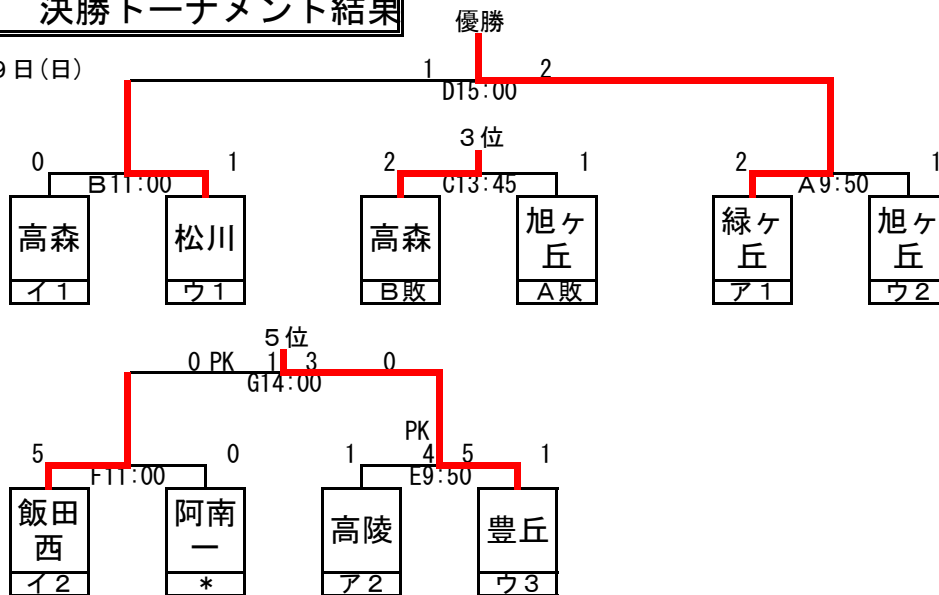 決勝トーナメント結果
優勝
9日(日)
1 2
D15:00
3位
0 1 2 1 2 1
B11:00 C13:45 A9:50
高森 松川 高森 旭ヶ丘 緑ヶ丘 旭ヶ丘
イ1 ウ1 B敗 A敗 ア1 ウ2
5位
0 PK 1 3 0
G14:00
PK
5 0 1 4 5 1
F11:00 E9:50
飯田西 阿南一 高陵 豊丘
イ2 * ア2 ウ3